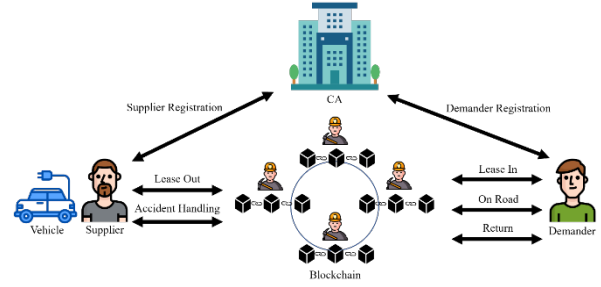 CA
Supplier Registration
Demander Registration
Lease Out
Lease In
Accident Handling
On Road
Vehicle
Supplier
Return
Demander
Blockchain